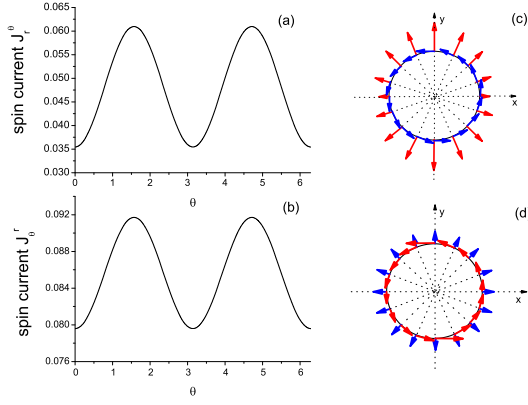 0.065
0.060
0.055
0.050
0.045
0.040
0.035
0.030
spin current J_r^θ
(a)
0 1 2 3 4 5 6
θ
(c)
y
x
0.092
0.088
0.084
0.080
0.076
spin current J_θ^r
(b)
0 1 2 3 4 5 6
θ
(d
y
x